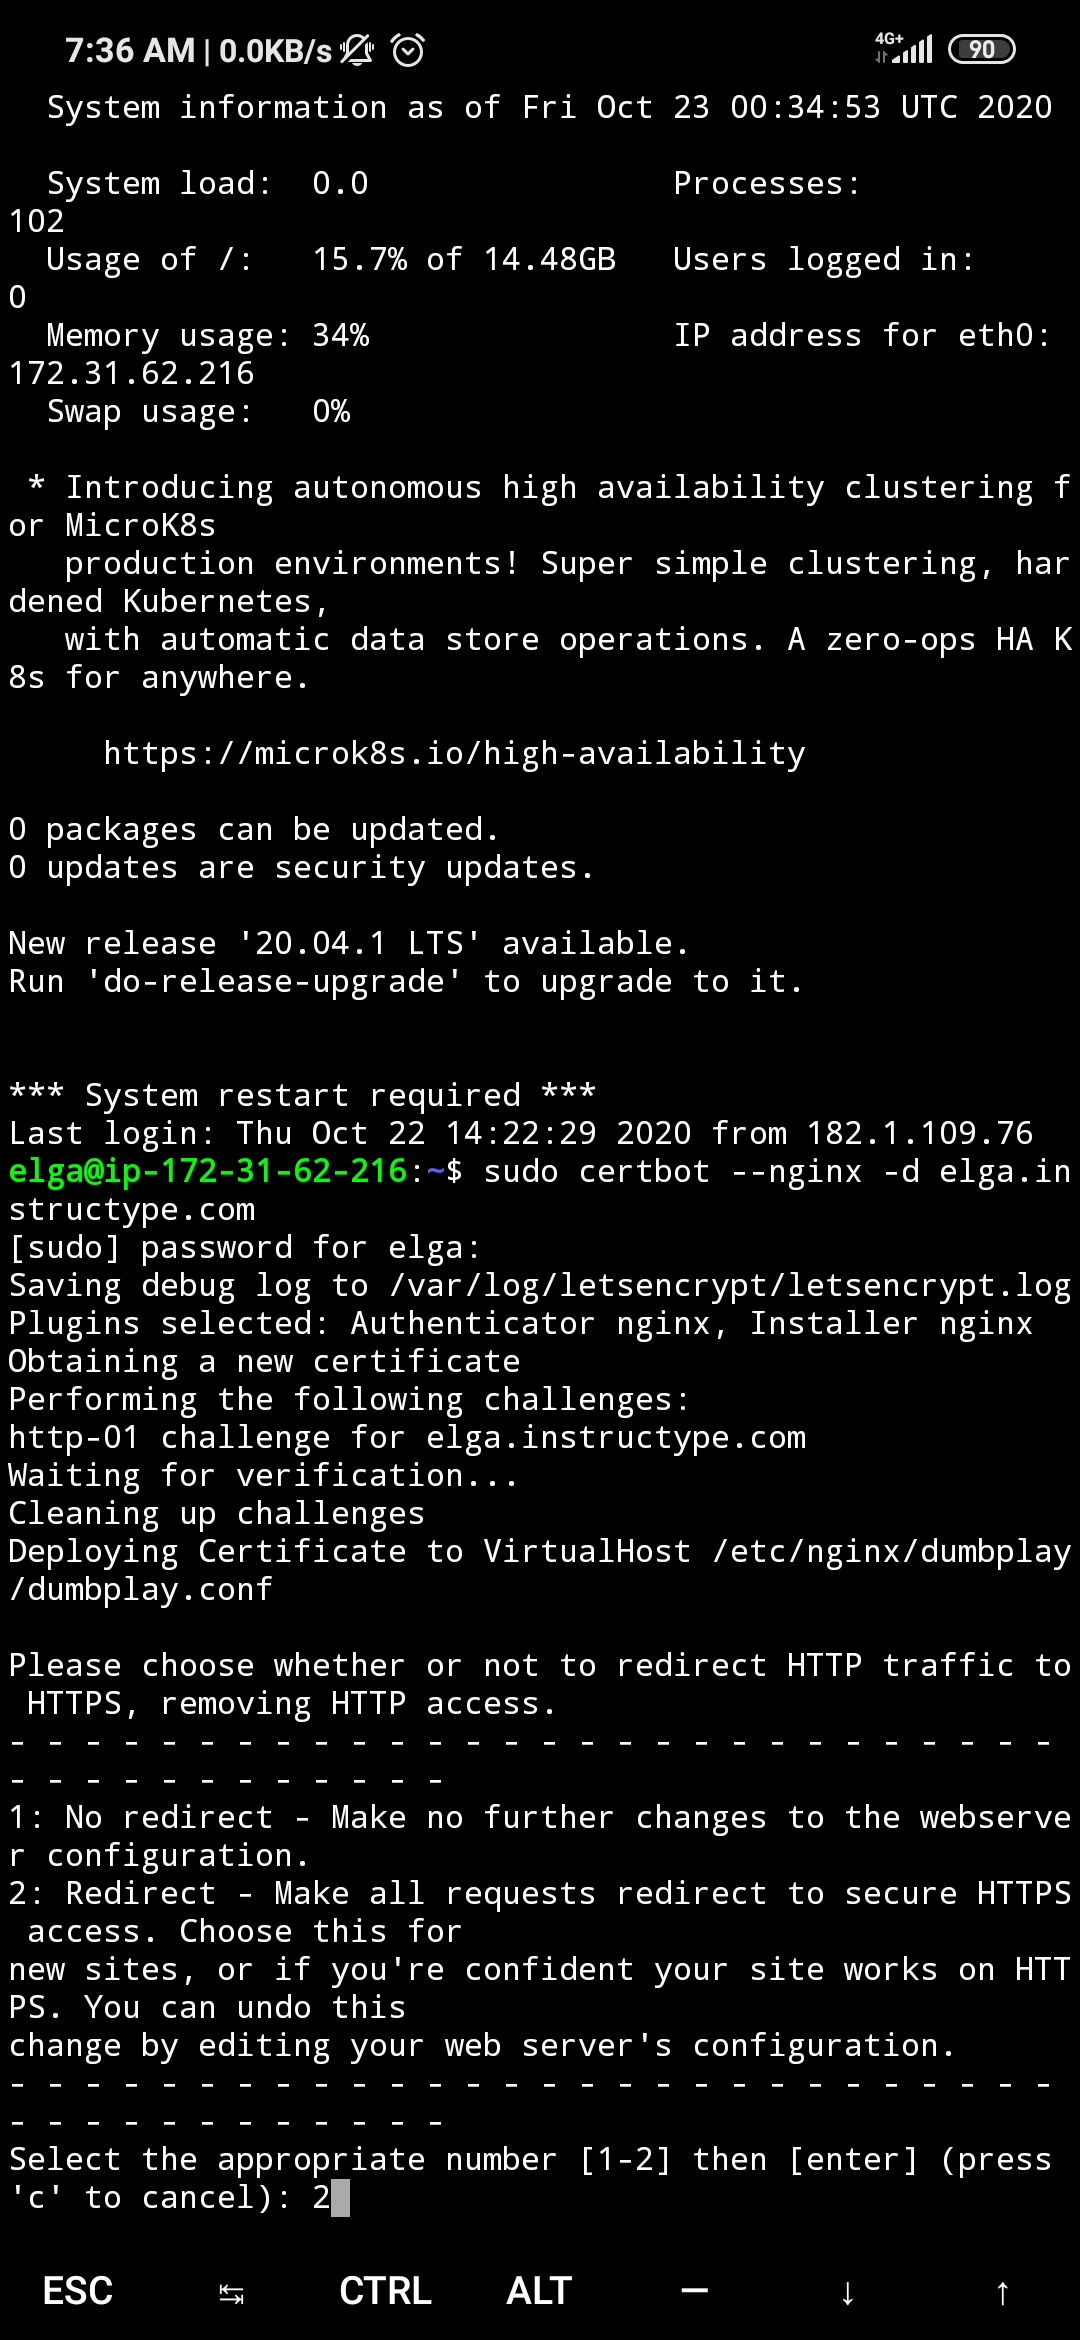 7:36 AM | 0.0KB/s 4G+ 90
System information as of Fri Oct 23 00:34:53 UTC 2020
System load:  0.0                Processes:
102
Usage of /:   15.7% of 14.48GB   Users logged in:
0
Memory usage: 34%                IP address for eth0:
172.31.62.216
Swap usage:   0%
* Introducing autonomous high availability clustering f
or MicroK8s
production environments! Super simple clustering, har
dened Kubernetes,
with automatic data store operations. A zero-ops HA K
8s for anywhere.
https://microk8s.io/high-availability
0 packages can be updated.
0 updates are security updates.
New release '20.04.1 LTS' available.
Run 'do-release-upgrade' to upgrade to it.
*** System restart required ***
Last login: Thu Oct 22 14:22:29 2020 from 182.1.109.76
elga@ip-172-31-62-216:~$ sudo certbot --nginx -d elga.in
structype.com
[sudo] password for elga:
Saving debug log to /var/log/letsencrypt/letsencrypt.log
Plugins selected: Authenticator nginx, Installer nginx
Obtaining a new certificate
Performing the following challenges:
http-01 challenge for elga.instructype.com
Waiting for verification...
Cleaning up challenges
Deploying Certificate to VirtualHost /etc/nginx/dumbplay
/dumbplay.conf
Please choose whether or not to redirect HTTP traffic to
HTTPS, removing HTTP access.
- - - - - - - - - - - - - - - - - - - - - - - - - - - -
- - - - - - - - - - - -
1: No redirect - Make no further changes to the webserve
r configuration.
2: Redirect - Make all requests redirect to secure HTTPS
access. Choose this for
new sites, or if you're confident your site works on HTT
PS. You can undo this
change by editing your web server's configuration.
- - - - - - - - - - - - - - - - - - - - - - - - - - - -
- - - - - - - - - - - -
Select the appropriate number [1-2] then [enter] (press
'c' to cancel): 2
ESC ↹ CTRL ALT — ↓ ↑